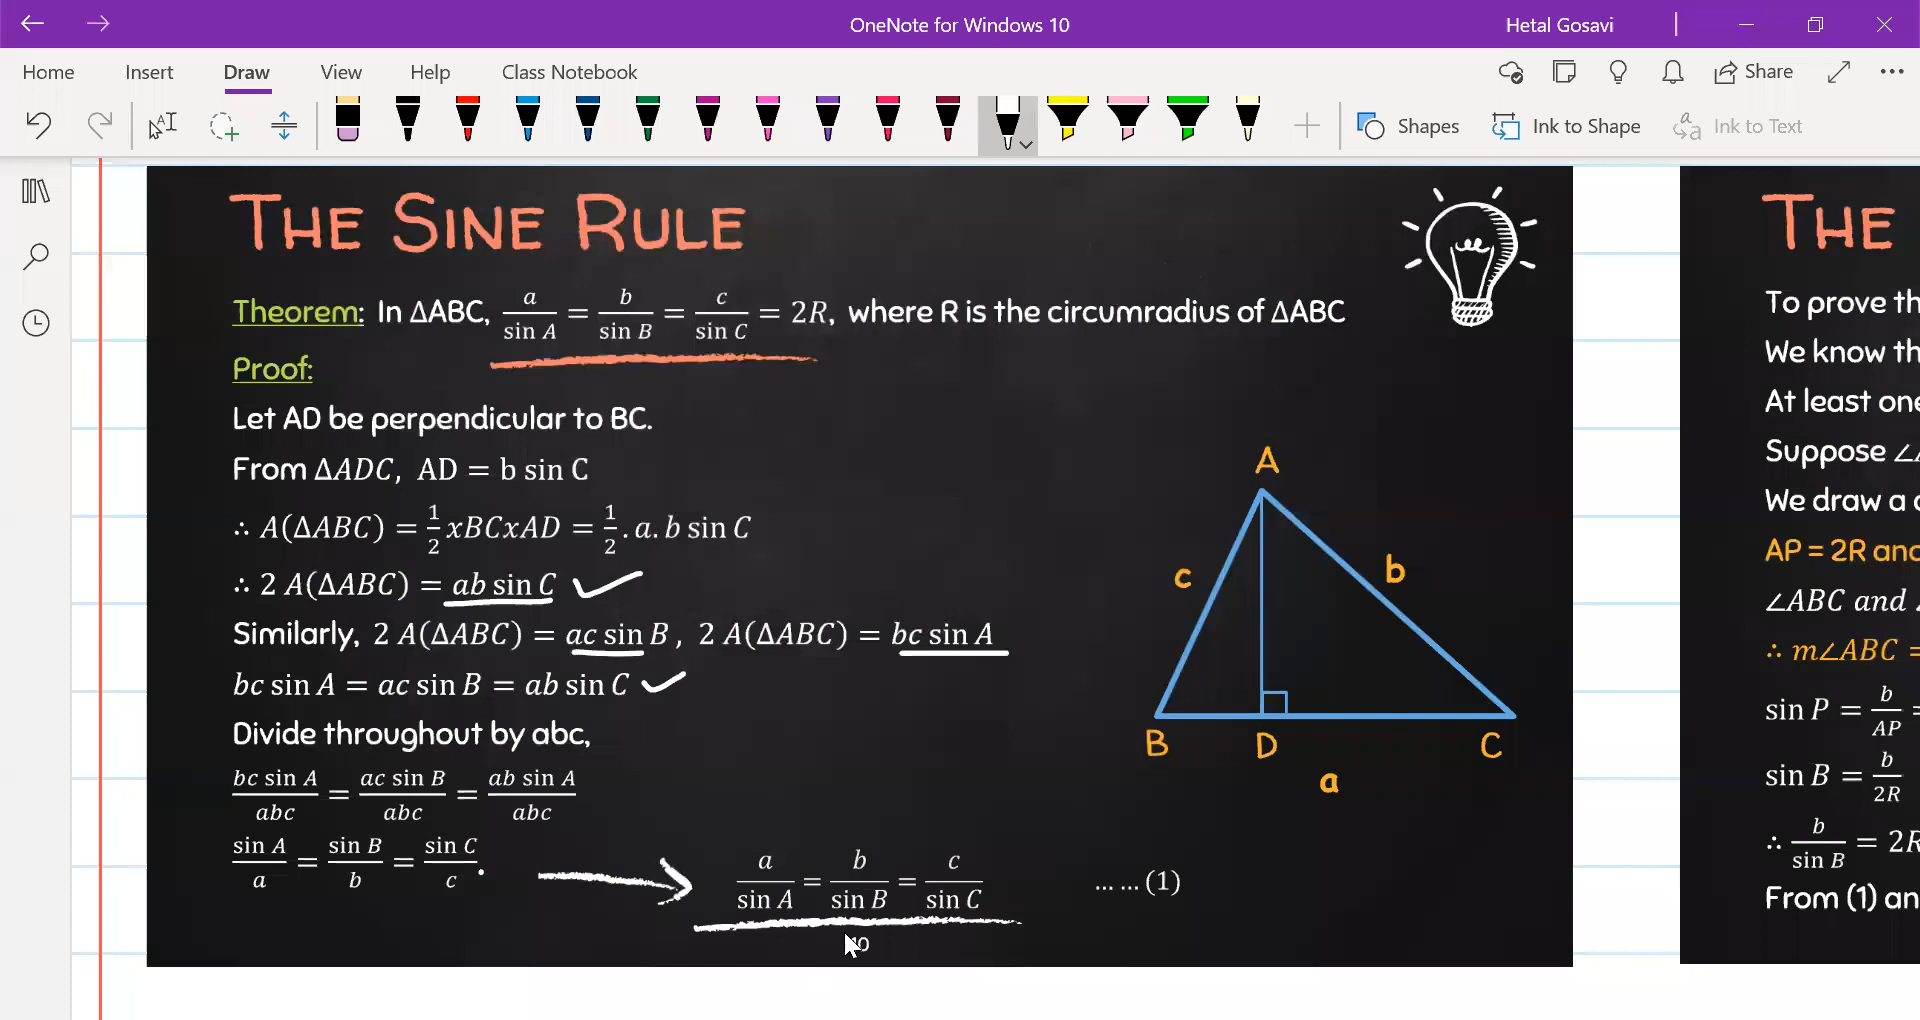 OneNote for Windows 10
Hetal Gosavi
Home Insert Draw View Help Class Notebook
Share
Shapes Ink to Shape Ink to Text
THE SINE RULE
Theorem: In ΔABC, a/sin A = b/sin B = c/sin C = 2R, where R is the circumradius of ΔABC
Proof:
Let AD be perpendicular to BC.
From ΔADC, AD = b sin C
∴ A(ΔABC) = 1/2 xBCxAD = 1/2 . a. b sin C
∴ 2 A(ΔABC) = ab sin C
Similarly, 2 A(ΔABC) = ac sin B , 2 A(ΔABC) = bc sin A
bc sin A = ac sin B = ab sin C
Divide throughout by abc,
bc sin A/abc = ac sin B/abc = ab sin A/abc
sin A/a = sin B/b = sin C/c .
a/sin A = b/sin B = c/sin C ... ... (1)
A
c b
B D C
a
THE
To prove th
We know th
At least one
Suppose ∠
We draw a c
AP = 2R and
∠ABC and ∠
∴ m∠ABC =
sin P = b/AP =
sin B = b/2R
∴ b/sin B = 2R
From (1) an